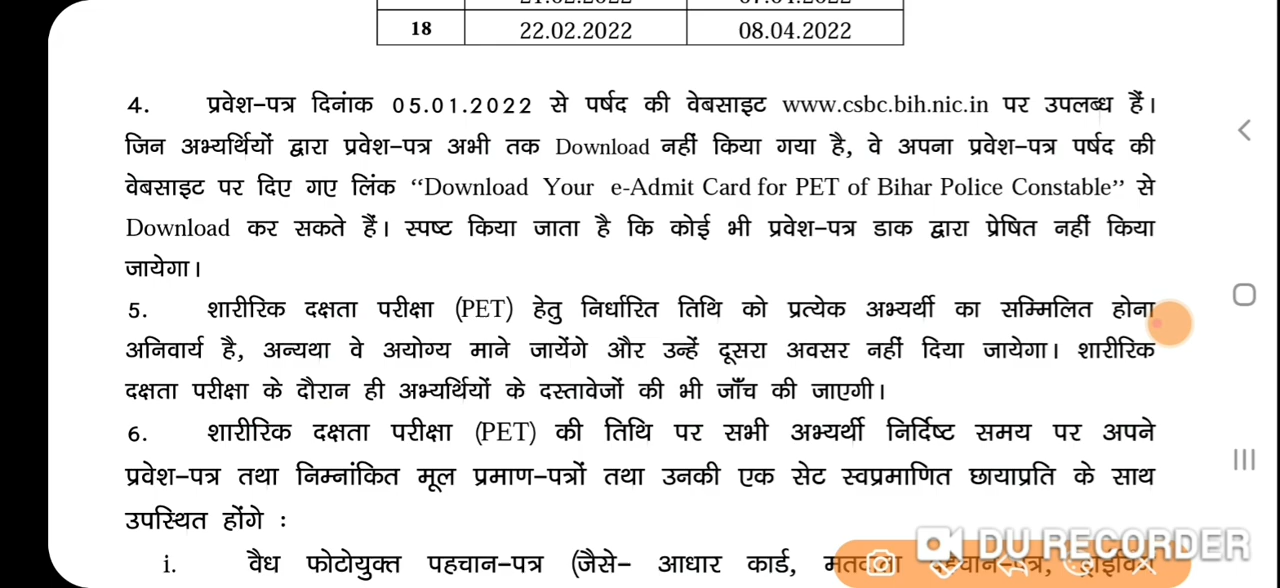 18 22.02.2022 08.04.2022
4. प्रवेश-पत्र दिनांक 05.01.2022 से पर्षद की वेबसाइट www.csbc.bih.nic.in पर उपलब्ध हैं।
जिन अभ्यर्थियों द्वारा प्रवेश-पत्र अभी तक Download नहीं किया गया है, वे अपना प्रवेश-पत्र पर्षद की
वेबसाइट पर दिए गए लिंक “Download Your e-Admit Card for PET of Bihar Police Constable” से
Download कर सकते हैं। स्पष्ट किया जाता है कि कोई भी प्रवेश-पत्र डाक द्वारा प्रेषित नहीं किया
जायेगा।
5. शारीरिक दक्षता परीक्षा (PET) हेतु निर्धारित तिथि को प्रत्येक अभ्यर्थी का सम्मिलित होना
अनिवार्य है, अन्यथा वे अयोग्य माने जायेंगे और उन्हें दूसरा अवसर नहीं दिया जायेगा। शारीरिक
दक्षता परीक्षा के दौरान ही अभ्यर्थियों के दस्तावेजों की भी जाँच की जाएगी।
6. शारीरिक दक्षता परीक्षा (PET) की तिथि पर सभी अभ्यर्थी निर्दिष्ट समय पर अपने
प्रवेश-पत्र तथा निम्नांकित मूल प्रमाण-पत्रों तथा उनकी एक सेट स्वप्रमाणित छायाप्रति के साथ
उपस्थित होंगे :
i. वैध फोटोयुक्त पहचान-पत्र (जैसे- आधार कार्ड,
DU RECORDER